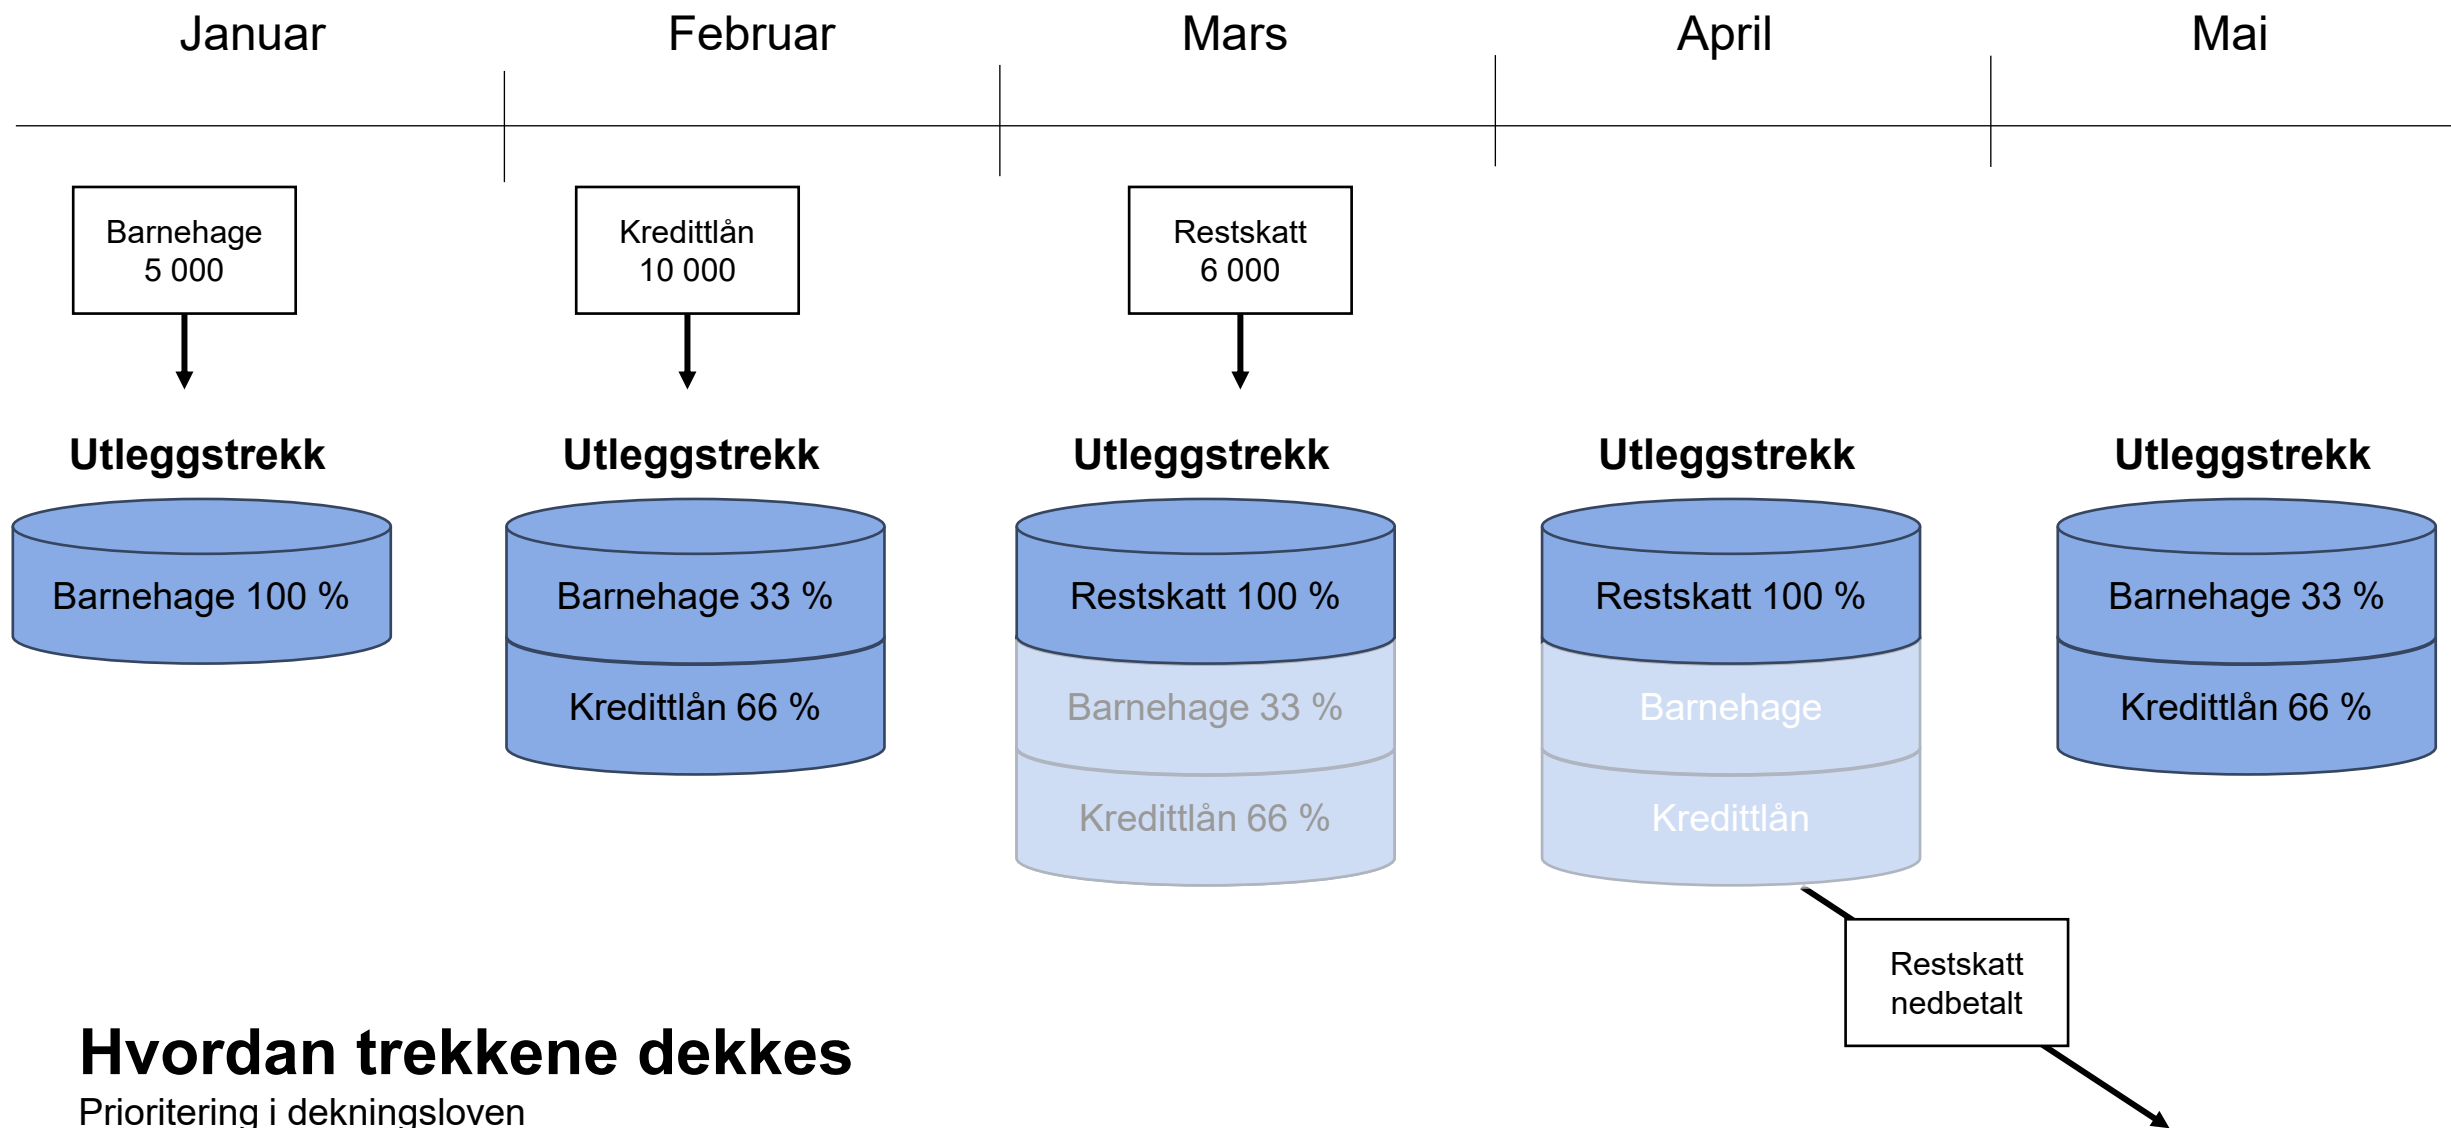 Januar
Februar
Mars
April
Mai
Barnehage
5 000
Kredittlån
10 000
Restskatt
6 000
Utleggstrekk
Utleggstrekk
Utleggstrekk
Utleggstrekk
Utleggstrekk
Barnehage 100 %
Barnehage 33 %
Kredittlån 66 %
Restskatt 100 %
Barnehage 33 %
Kredittlån 66 %
Restskatt 100 %
Barnehage
Kredittlån
Barnehage 33 %
Kredittlån 66 %
Restskatt
nedbetalt
Hvordan trekkene dekkes
Prioritering i dekningsloven